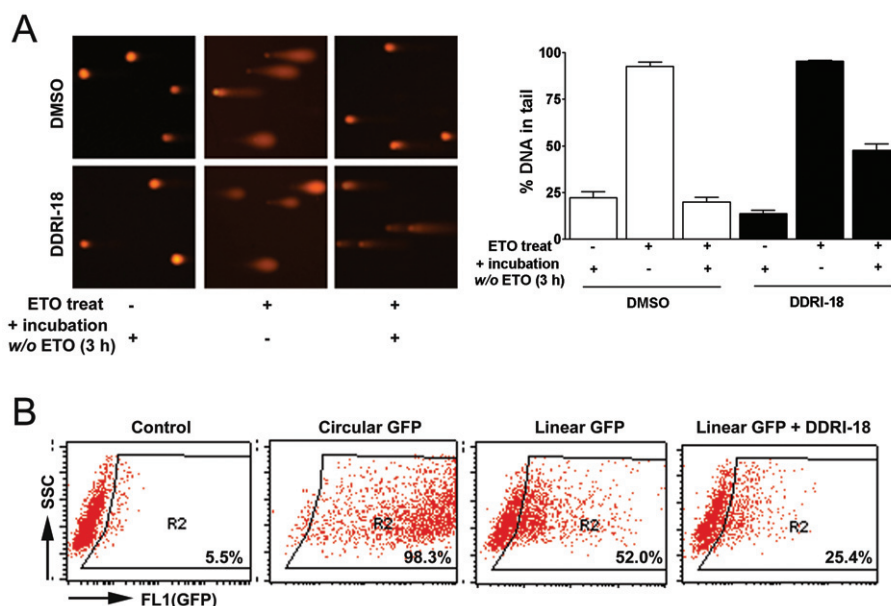 A
DMSO
DDRI-18
ETO treat - + +
+ incubation
w/o ETO (3 h) + - +
% DNA in tail
100
75
50
25
0
ETO treat - + + - + +
+ incubation
w/o ETO (3 h) + - + + - +
DMSO DDRI-18
B
Control Circular GFP Linear GFP Linear GFP + DDRI-18
SSC
R2 R2 R2 R2
5.5% 98.3% 52.0% 25.4%
FL1(GFP)